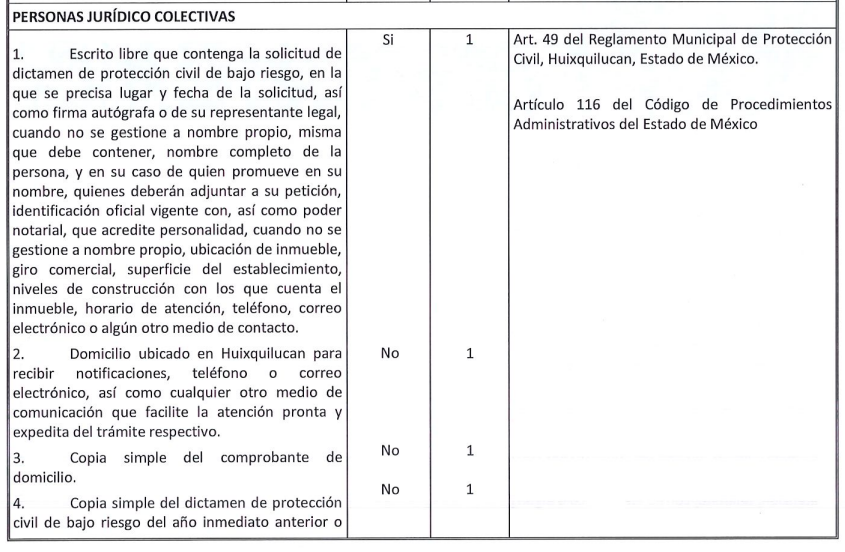 PERSONAS JURÍDICO COLECTIVAS
1. Escrito libre que contenga la solicitud de
dictamen de protección civil de bajo riesgo, en la
que se precisa lugar y fecha de la solicitud, así
como firma autógrafa o de su representante legal,
cuando no se gestione a nombre propio, misma
que debe contener, nombre completo de la
persona, y en su caso de quien promueve en su
nombre, quienes deberán adjuntar a su petición,
identificación oficial vigente con, así como poder
notarial, que acredite personalidad, cuando no se
gestione a nombre propio, ubicación de inmueble,
giro comercial, superficie del establecimiento,
niveles de construcción con los que cuenta el
inmueble, horario de atención, teléfono, correo
electrónico o algún otro medio de contacto.
Si
1
Art. 49 del Reglamento Municipal de Protección
Civil, Huixquilucan, Estado de México.
Artículo 116 del Código de Procedimientos
Administrativos del Estado de México
2. Domicilio ubicado en Huixquilucan para
recibir notificaciones, teléfono o correo
electrónico, así como cualquier otro medio de
comunicación que facilite la atención pronta y
expedita del trámite respectivo.
No
1
3. Copia simple del comprobante de
domicilio.
No
1
4. Copia simple del dictamen de protección
civil de bajo riesgo del año inmediato anterior o
No
1